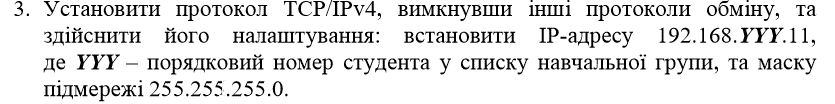 3. Установити протокол TCP/IPv4, вимкнувши інші протоколи обміну, та
здійснити його налаштування: встановити IP-адресу 192.168.YYY.11,
де YYY – порядковий номер студента у списку навчальної групи, та маску
підмережі 255.255.255.0.